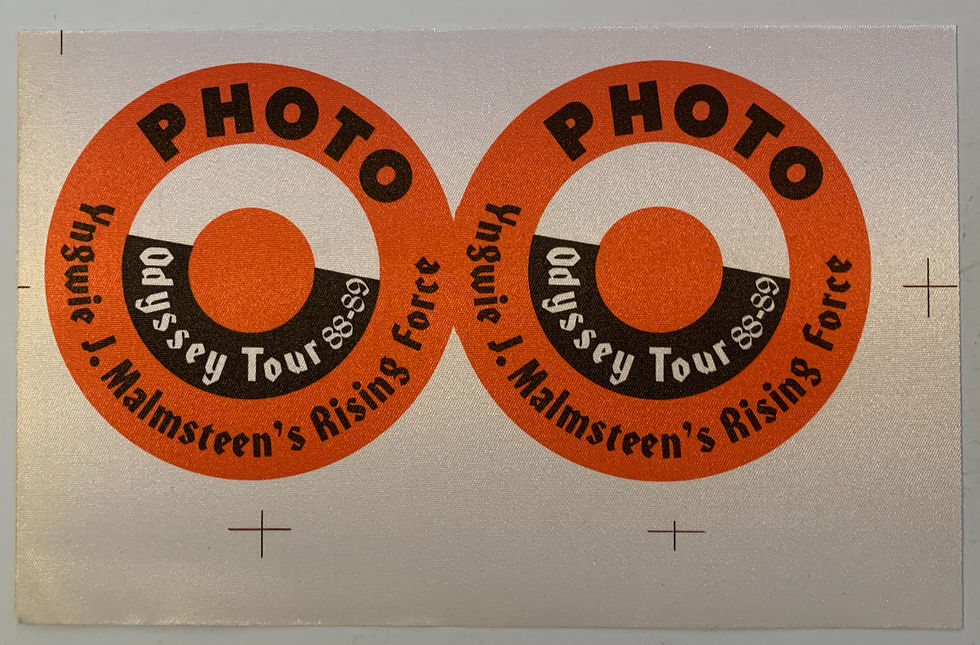 PHOTO
Odyssey Tour 88-89
Yngwie J. Malmsteen's Rising Force
PHOTO
Odyssey Tour 88-89
Yngwie J. Malmsteen's Rising Force